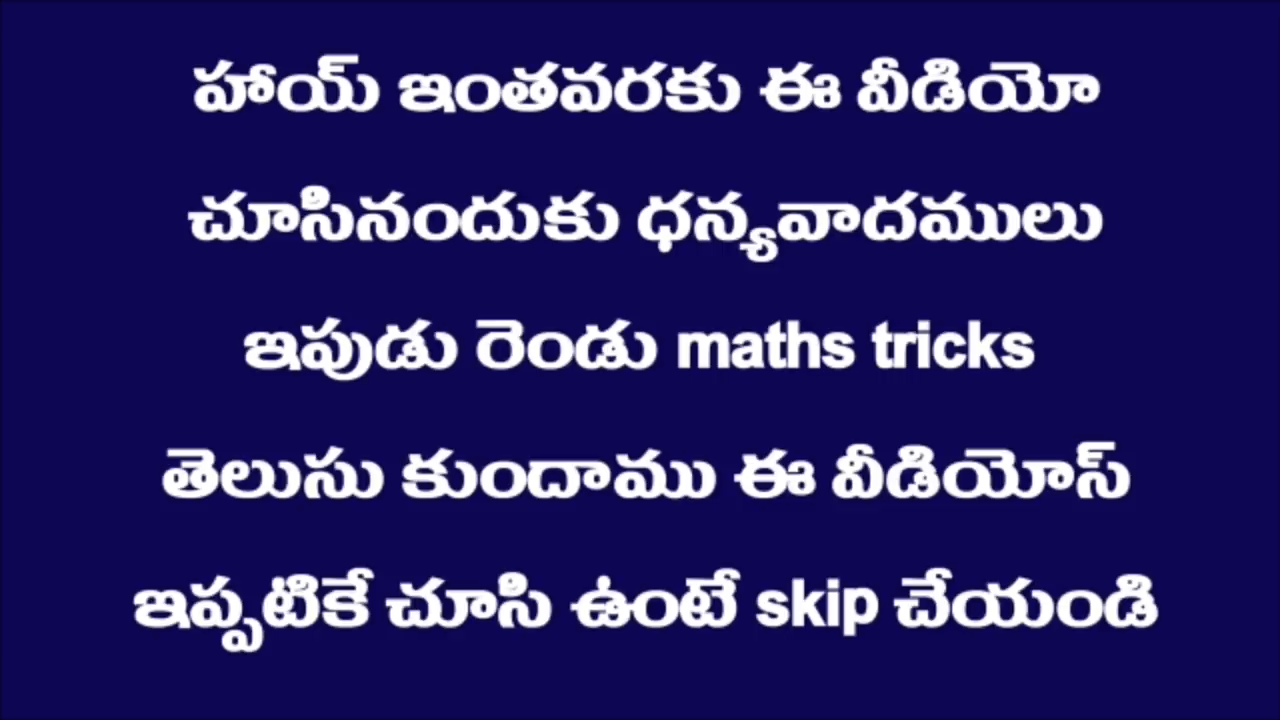 హాయ్ ఇంతవరకు ఈ వీడియో
చూసినందుకు ధన్యవాదములు
ఇపుడు రెండు maths tricks
తెలుసు కుందాము ఈ వీడియోస్
ఇప్పటికే చూసి ఉంటే skip చేయండి